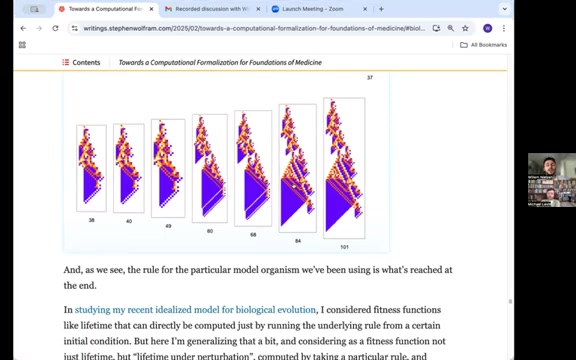 Towards a Computational Formali
Recorded discussion with W
Launch Meeting - Zoom
writings.stephenwolfram.com/2025/02/towards-a-computational-formalization-for-foundations-of-medicine/#biol...
All Bookmarks
Contents
Towards a Computational Formalization for Foundations of Medicine
37
38 40 49 60 68 84 101
And, as we see, the rule for the particular model organism we've been using is what's reached at
the end.
In studying my recent idealized model for biological evolution, I considered fitness functions
like lifetime that can directly be computed just by running the underlying rule from a certain
initial condition. But here I'm generalizing that a bit, and considering as a fitness function not
just lifetime, but "lifetime under perturbation", computed by taking a particular rule, and